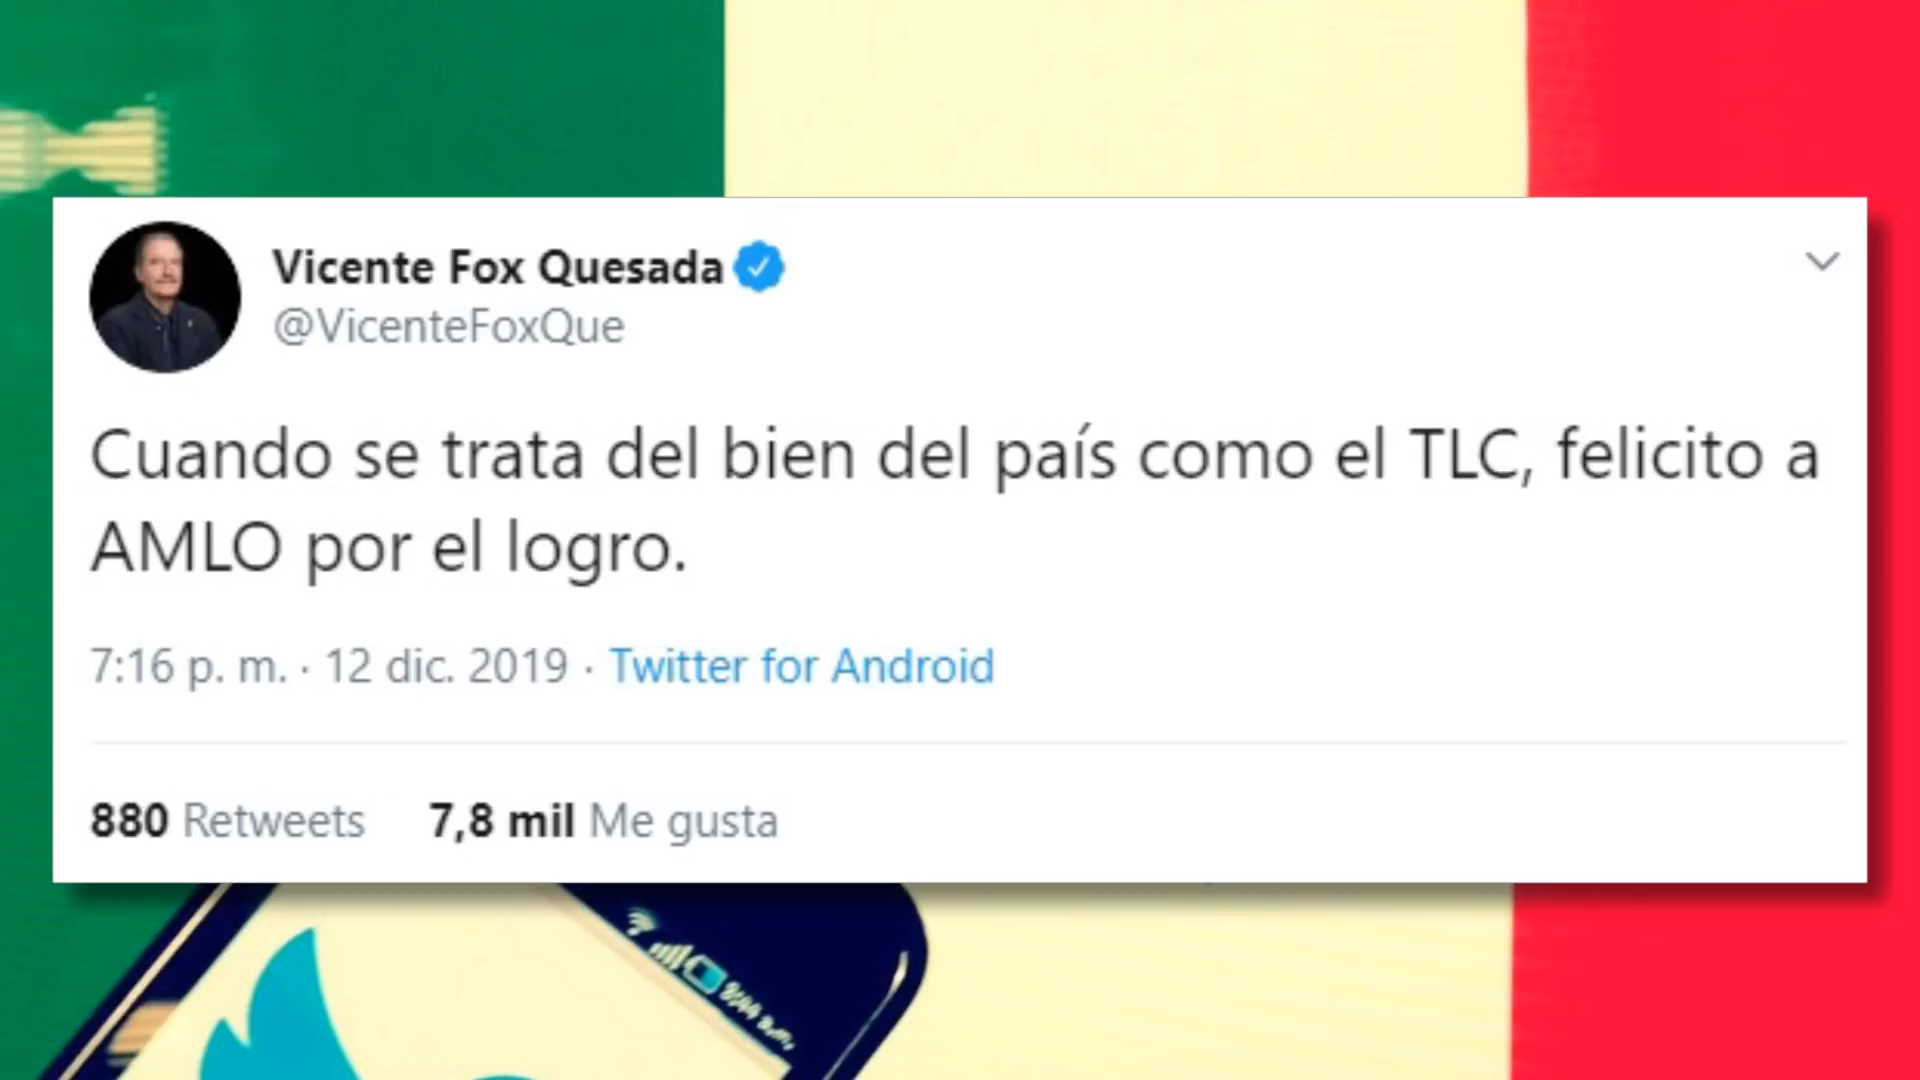 Vicente Fox Quesada
@VicenteFoxQue
Cuando se trata del bien del país como el TLC, felicito a
AMLO por el logro.
7:16 p. m. · 12 dic. 2019 · Twitter for Android
880 Retweets 7,8 mil Me gusta